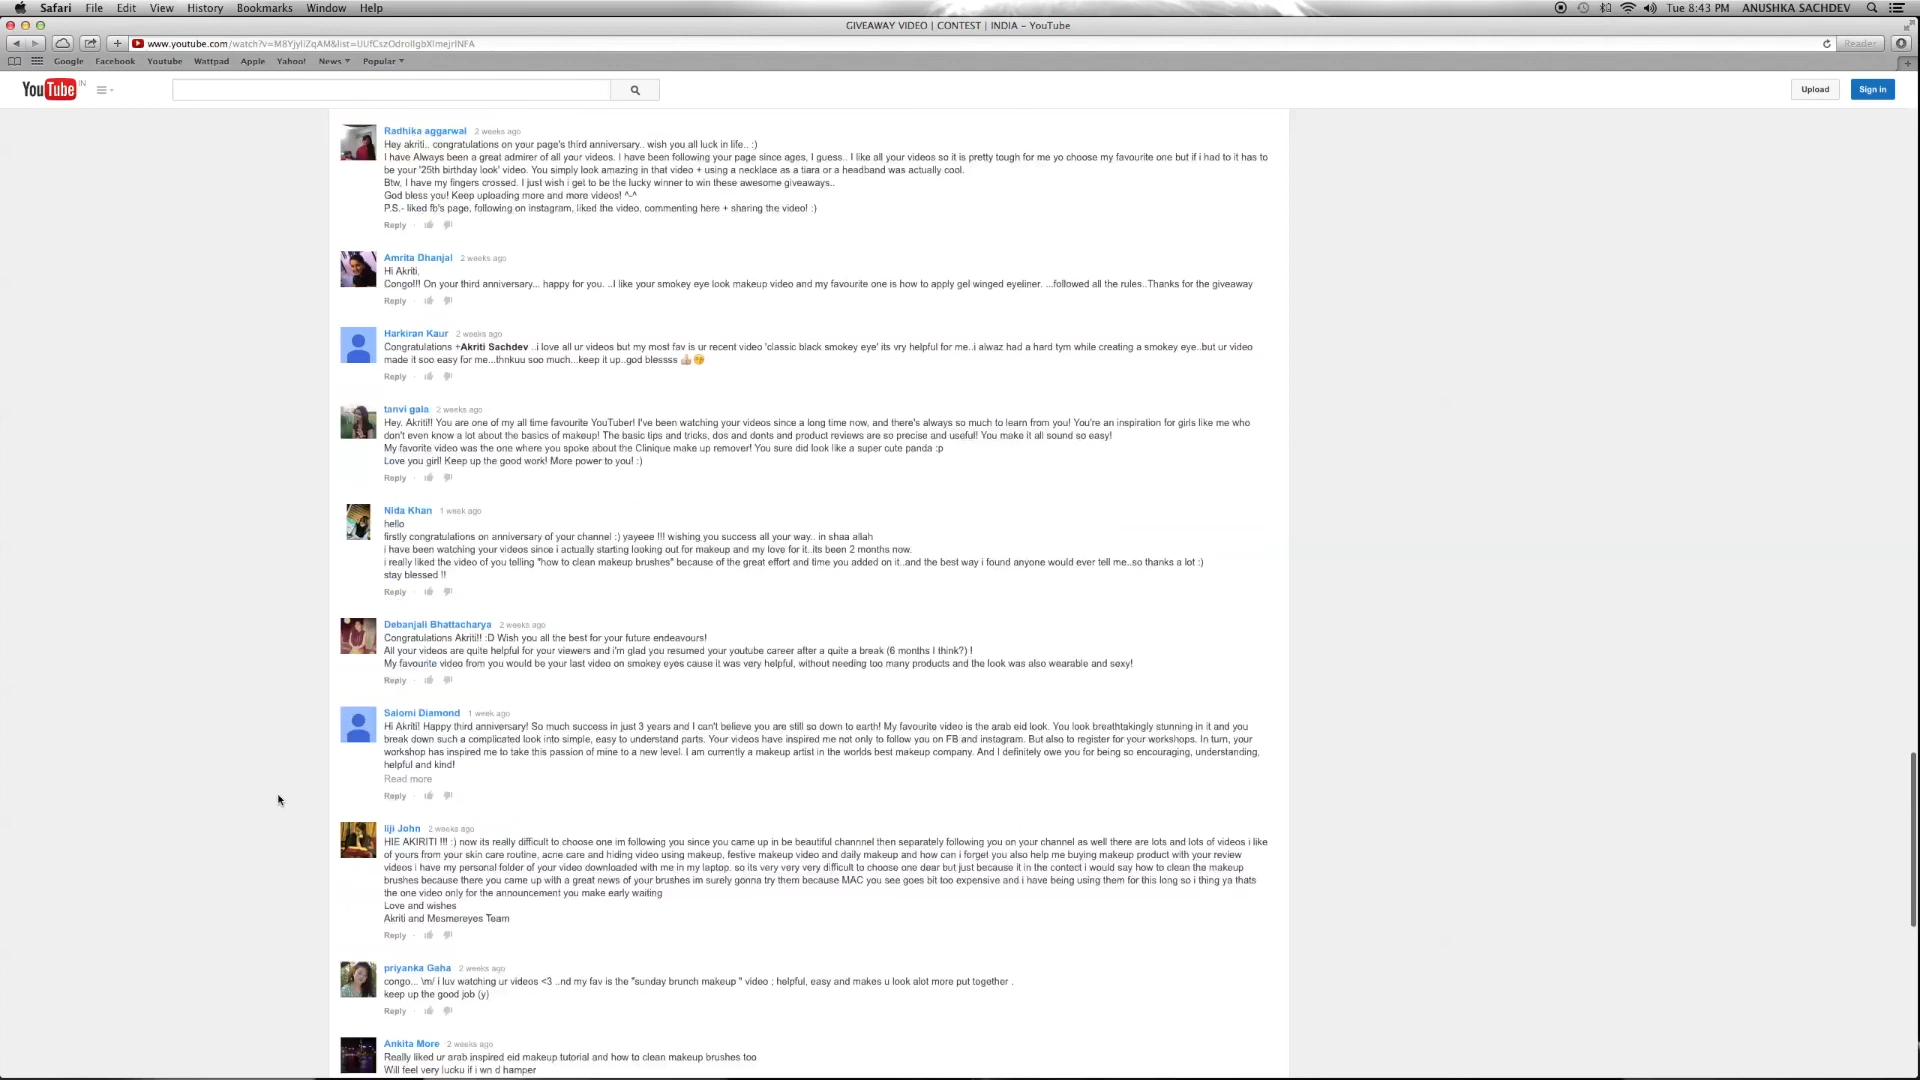 Safari File Edit View History Bookmarks Window Help Tue 8:43 PM ANUSHKA SACHDEV
GIVEAWAY VIDEO | CONTEST | INDIA - YouTube
Reader
Google Facebook Youtube Wattpad Apple Yahoo! News Popular
YouTube IN Upload Sign in
Radhika aggarwal 2 weeks ago
Hey akriti.. congratulations on your page's third anniversary.. wish you all luck in life.. :)
I have Always been a great admirer of all your videos. I have been following your page since ages, I guess.. I like all your videos so it is pretty tough for me yo choose my favourite one but if i had to it has to
be your '25th birthday look' video. You simply look amazing in that video + using a necklace as a tiara or a headband was actually cool.
Btw, I have my fingers crossed. I just wish i get to be the lucky winner to win these awesome giveaways..
God bless you! Keep uploading more and more videos! ^-^
P.S.- liked fb's page, following on instagram, liked the video, commenting here + sharing the video! :)
Reply ·
Amrita Dhanjal 2 weeks ago
Hi Akriti,
Congo!!! On your third anniversary... happy for you. ..I like your smokey eye look makeup video and my favourite one is how to apply gel winged eyeliner. ...followed all the rules..Thanks for the giveaway
Reply ·
Harkiran Kaur 2 weeks ago
Congratulations +Akriti Sachdev ..i love all ur videos but my most fav is ur recent video 'classic black smokey eye' its vry helpful for me..i alwaz had a hard tym while creating a smokey eye..but ur video
made it soo easy for me...thnkuu soo much...keep it up..god blessss 
Reply ·
tanvi gala 2 weeks ago
Hey. Akriti!! You are one of my all time favourite YouTuber! I've been watching your videos since a long time now, and there's always so much to learn from you! You're an inspiration for girls like me who
don't even know a lot about the basics of makeup! The basic tips and tricks, dos and donts and product reviews are so precise and useful! You make it all sound so easy!
My favorite video was the one where you spoke about the Clinique make up remover! You sure did look like a super cute panda :p
Love you girl! Keep up the good work! More power to you! :)
Reply ·
Nida Khan 1 week ago
hello
firstly congratulations on anniversary of your channel :) yayeee !!! wishing you success all your way.. in shaa allah
i have been watching your videos since i actually starting looking out for makeup and my love for it..its been 2 months now.
i really liked the video of you telling "how to clean makeup brushes" because of the great effort and time you added on it..and the best way i found anyone would ever tell me..so thanks a lot :)
stay blessed !!
Reply ·
Debanjali Bhattacharya 2 weeks ago
Congratulations Akriti!! :D Wish you all the best for your future endeavours!
All your videos are quite helpful for your viewers and i'm glad you resumed your youtube career after a quite a break (6 months I think?) !
My favourite video from you would be your last video on smokey eyes cause it was very helpful, without needing too many products and the look was also wearable and sexy!
Reply ·
Salomi Diamond 1 week ago
Hi Akriti! Happy third anniversary! So much success in just 3 years and I can't believe you are still so down to earth! My favourite video is the arab eid look. You look breathtakingly stunning in it and you
break down such a complicated look into simple, easy to understand parts. Your videos have inspired me not only to follow you on FB and instagram. But also to register for your workshops. In turn, your
workshop has inspired me to take this passion of mine to a new level. I am currently a makeup artist in the worlds best makeup company. And I definitely owe you for being so encouraging, understanding,
helpful and kind!
Read more
Reply ·
liji John 2 weeks ago
HIE AKIRITI !!! :) now its really difficult to choose one im following you since you came up in be beautiful channnel then separately following you on your channel as well there are lots and lots of videos i like
of yours from your skin care routine, acne care and hiding video using makeup, festive makeup video and daily makeup and how can i forget you also help me buying makeup product with your review
videos i have my personal folder of your video downloaded with me in my laptop. so its very very very difficult to choose one dear but just because it in the contect i would say how to clean the makeup
brushes because there you came up with a great news of your brushes im surely gonna try them because MAC you see goes bit too expensive and i have being using them for this long so i thing ya thats
the one video only for the announcement you make early waiting
Love and wishes
Akriti and Mesmereyes Team
Reply ·
priyanka Gaha 2 weeks ago
congo... \m/ i luv watching ur videos <3 ..nd my fav is the "sunday brunch makeup " video ; helpful, easy and makes u look alot more put together .
keep up the good job (y)
Reply ·
Ankita More 2 weeks ago
Really liked ur arab inspired eid makeup tutorial and how to clean makeup brushes too
Will feel very lucku if i wn d hamper